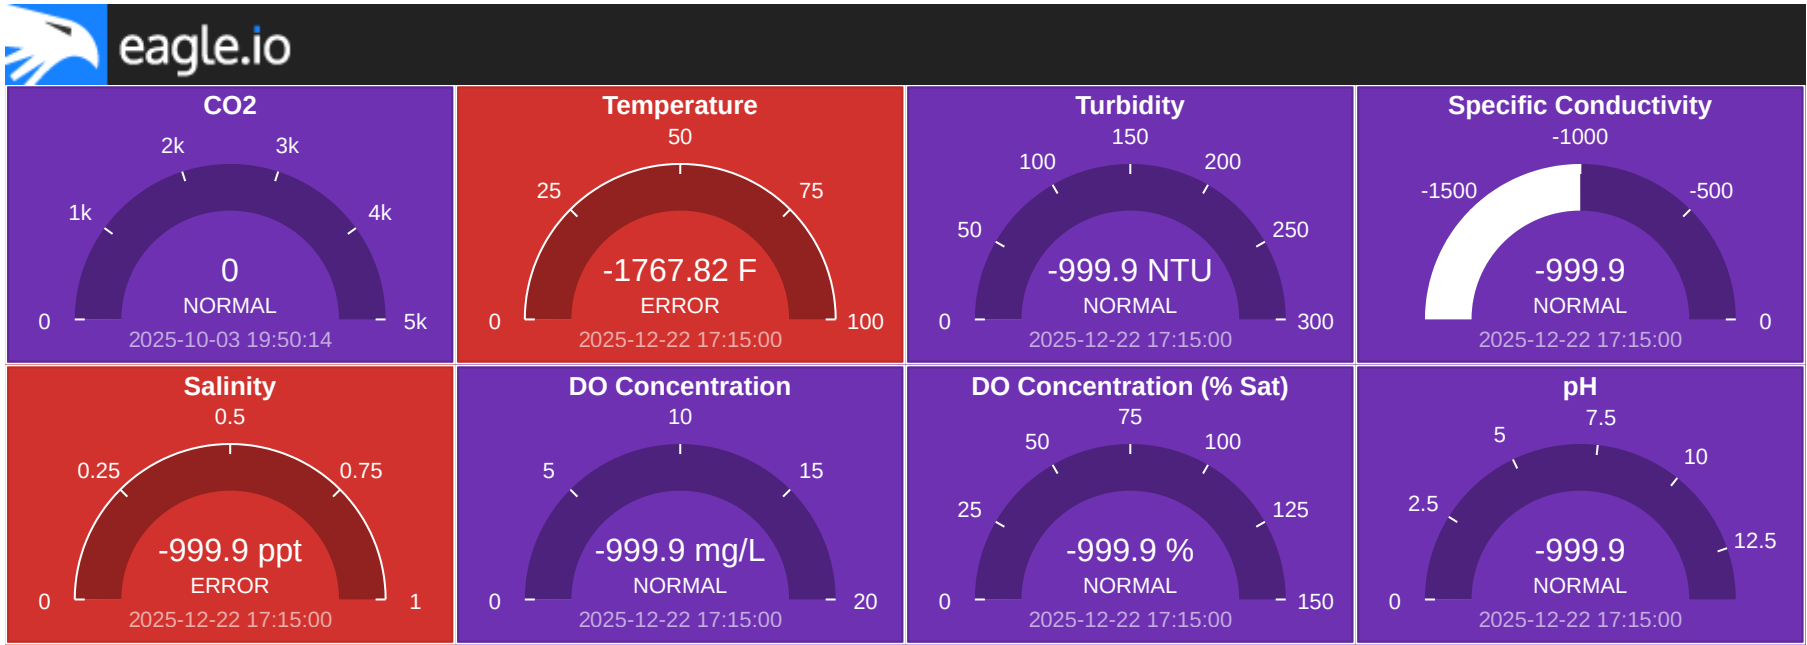 eagle.io
CO2
2k
3k
1k
4k
0
NORMAL
0
5k
2025-10-03 19:50:14
Temperature
50
25
75
-1767.82 F
ERROR
0
100
2025-12-22 17:15:00
Turbidity
150
100
200
50
250
-999.9 NTU
NORMAL
0
300
2025-12-22 17:15:00
Specific Conductivity
-1000
-1500
-500
-999.9
NORMAL
0
2025-12-22 17:15:00
Salinity
0.5
0.25
0.75
-999.9 ppt
ERROR
0
1
2025-12-22 17:15:00
DO Concentration
10
5
15
-999.9 mg/L
NORMAL
0
20
2025-12-22 17:15:00
DO Concentration (% Sat)
75
50
100
25
125
-999.9 %
NORMAL
0
150
2025-12-22 17:15:00
pH
7.5
5
10
2.5
12.5
-999.9
NORMAL
0
2025-12-22 17:15:00